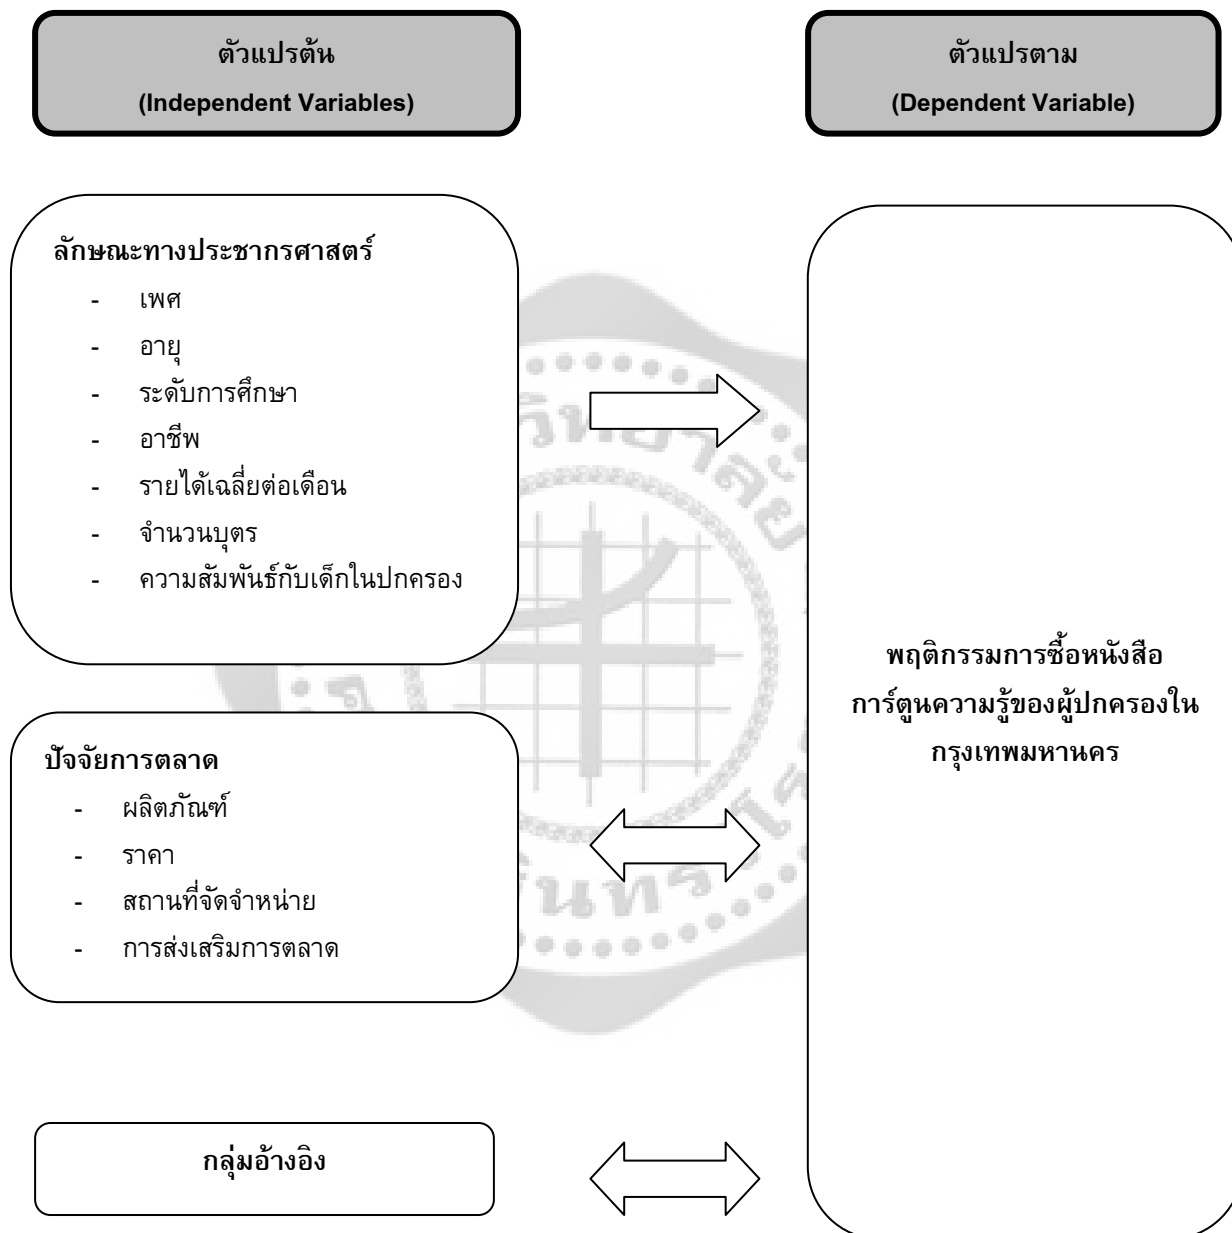 ตัวแปรต้น
(Independent Variables)
ตัวแปรตาม
(Dependent Variable)
ลักษณะทางประชากรศาสตร์
- เพศ
- อายุ
- ระดับการศึกษา
- อาชีพ
- รายได้เฉลี่ยต่อเดือน
- จำนวนบุตร
- ความสัมพันธ์กับเด็กในปกครอง
ปัจจัยการตลาด
- ผลิตภัณฑ์
- ราคา
- สถานที่จัดจำหน่าย
- การส่งเสริมการตลาด
กลุ่มอ้างอิง
พฤติกรรมการซื้อหนังสือ
การ์ตูนความรู้ของผู้ปกครองใน
กรุงเทพมหานคร